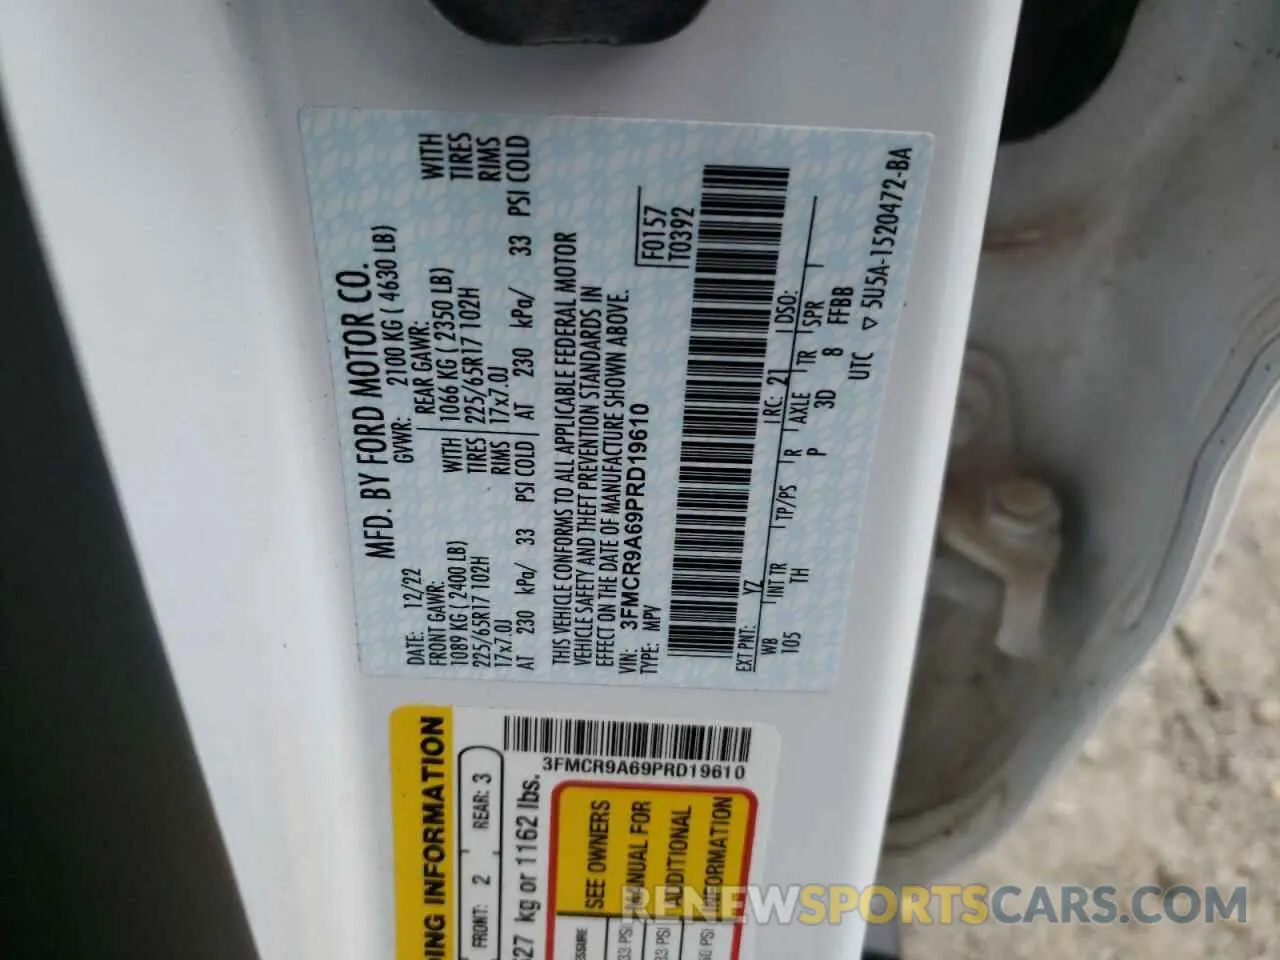 MFD. BY FORD MOTOR CO.
DATE: 12/22 GVWR: 2100 KG ( 4630 LB)
FRONT GAWR: REAR GAWR:
1089 KG ( 2400 LB) WITH 1066 KG ( 2350 LB) WITH
225/65R17 102H TIRES 225/65R17 102H TIRES
17x7.0J RIMS 17x7.0J RIMS
AT 230 kPa/ 33 PSI COLD AT 230 kPa/ 33 PSI COLD
THIS VEHICLE CONFORMS TO ALL APPLICABLE FEDERAL MOTOR
VEHICLE SAFETY AND THEFT PREVENTION STANDARDS IN
EFFECT ON THE DATE OF MANUFACTURE SHOWN ABOVE.
VIN: 3FMCR9A69PRD19610 F0157
TYPE: MPV T0392
EXT PNT: YZ RC: 21 DSO:
WB INT TR TP/PS R AXLE TR SPR
105 TH P 3D 8 FFBB
UTC ▽ 5U5A-1520472-BA
3FMCR9A69PRD19610
FRONT: 2 REAR: 3
kg or 1162 lbs.
SEE OWNERS
MANUAL FOR
ADDITIONAL
INFORMATION
33 PSI
INFORMATION
RENEWSPORTSCARS.COM